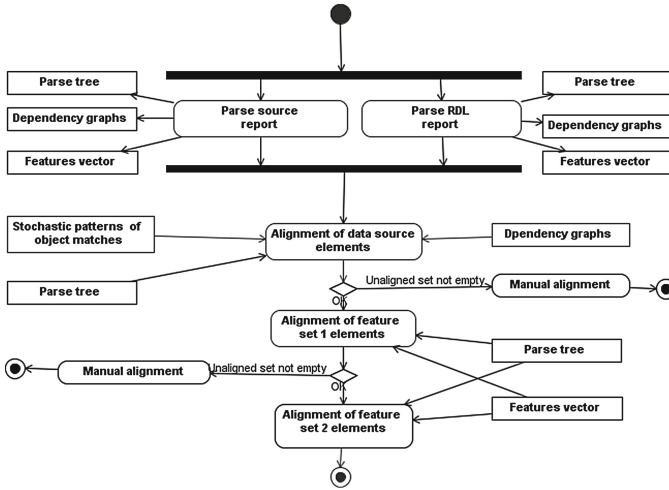 Parse tree
Parse tree
Parse source
report
Parse RDL
report
Dependency graphs
Dependency graphs
Features vector
Features vector
Stochastic patterns of
object matches
Alignment of data source
elements
Dpendency graphs
Parse tree
Unaligned set not empty
Manual alignment
Ok
Alignment of feature
set 1 elements
Parse tree
Manual alignment
Unaligned set not empty
Ok
Alignment of feature
set 2 elements
Features vector